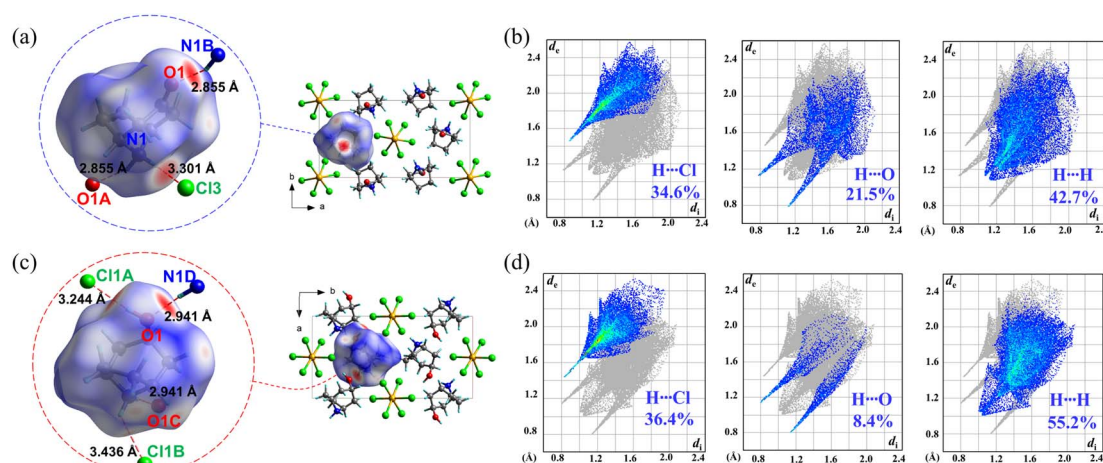 (a)
N1B
O1
2.855 Å
N1
2.855 Å
3.301 Å
O1A
Cl3
b
a
(b)
de
2.4
2.0
1.6
1.2
0.8
(Å)
0.8
1.2
1.6
2.0
2.4
di
H···Cl
34.6%
de
2.4
2.0
1.6
1.2
0.8
(Å)
0.8
1.2
1.6
2.0
2.4
di
H···O
21.5%
de
2.4
2.0
1.6
1.2
0.8
(Å)
0.8
1.2
1.6
2.0
2.4
di
H···H
42.7%
(c)
Cl1A
N1D
3.244 Å
2.941 Å
O1
2.941 Å
O1C
3.436 Å
Cl1B
b
a
(d)
de
2.4
2.0
1.6
1.2
0.8
(Å)
0.8
1.2
1.6
2.0
2.4
di
H···Cl
36.4%
de
2.4
2.0
1.6
1.2
0.8
(Å)
0.8
1.2
1.6
2.0
2.4
di
H···O
8.4%
de
2.4
2.0
1.6
1.2
0.8
(Å)
0.8
1.2
1.6
2.0
2.4
di
H···H
55.2%